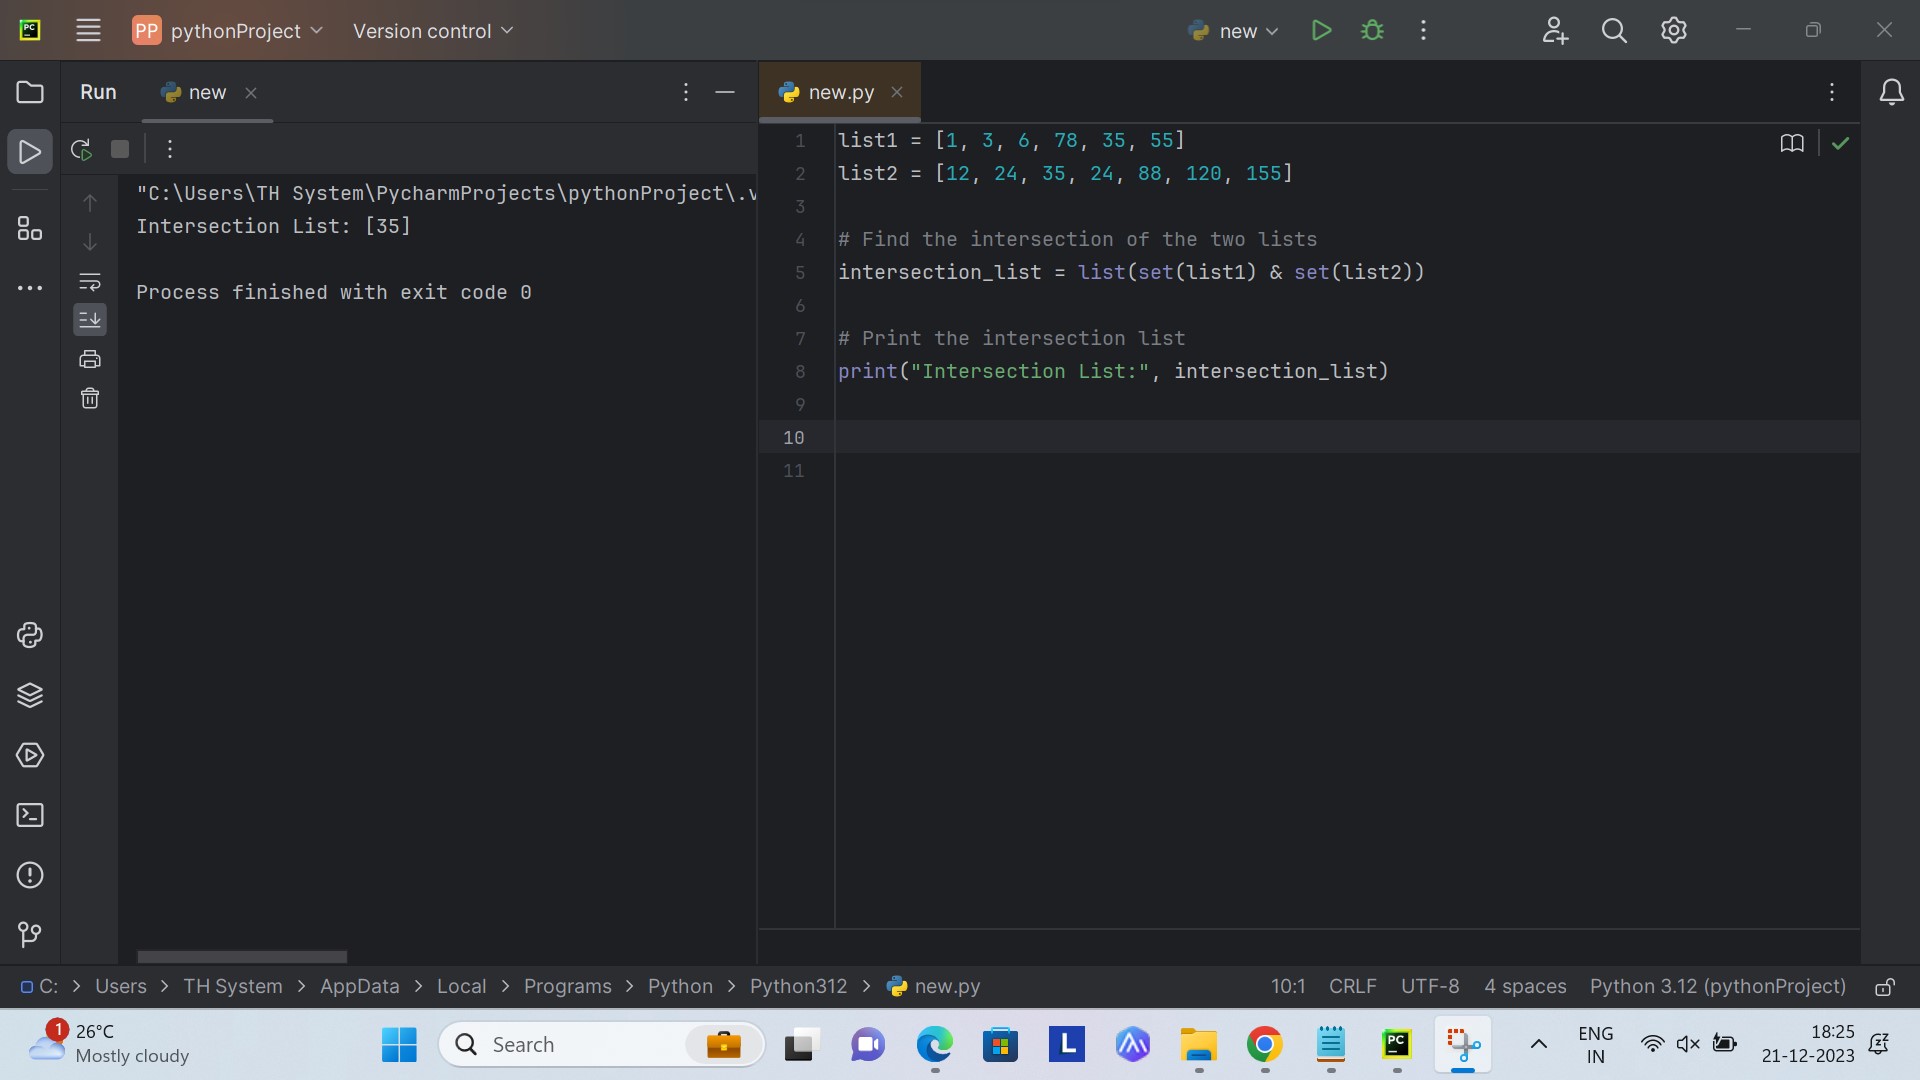 PC
PP pythonProject
Version control
new
Run
new
new.py
"C:\Users\TH System\PycharmProjects\pythonProject\.v
Intersection List: [35]
Process finished with exit code 0
1 list1 = [1, 3, 6, 78, 35, 55]
2 list2 = [12, 24, 35, 24, 88, 120, 155]
3
4 # Find the intersection of the two lists
5 intersection_list = list(set(list1) & set(list2))
6
7 # Print the intersection list
8 print("Intersection List:", intersection_list)
9
10
11
C: > Users > TH System > AppData > Local > Programs > Python > Python312 > new.py
10:1 CRLF UTF-8 4 spaces Python 3.12 (pythonProject)
1
26°C
Mostly cloudy
Search
L
PC
ENG
IN
18:25
21-12-2023